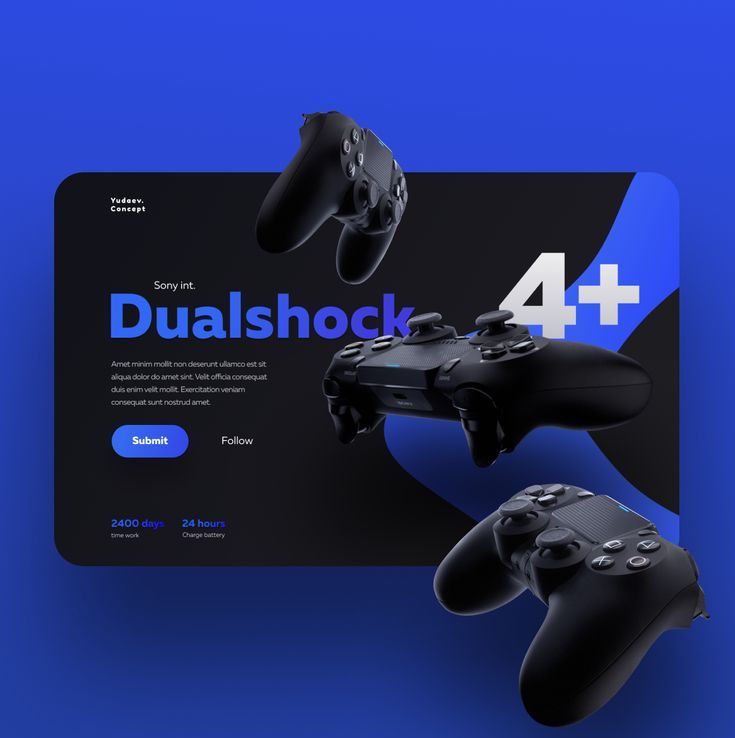 Yudaev.
Concept
4+
Sony int.
Dualshock
Amet minim mollit non deserunt ullamco est sit
aliqua dolor do amet sint. Velit officia consequat
duis enim velit mollit. Exercitation veniam
consequat sunt nostrud amet.
Submit
Follow
2400 days
24 hours
time work
Charge battery